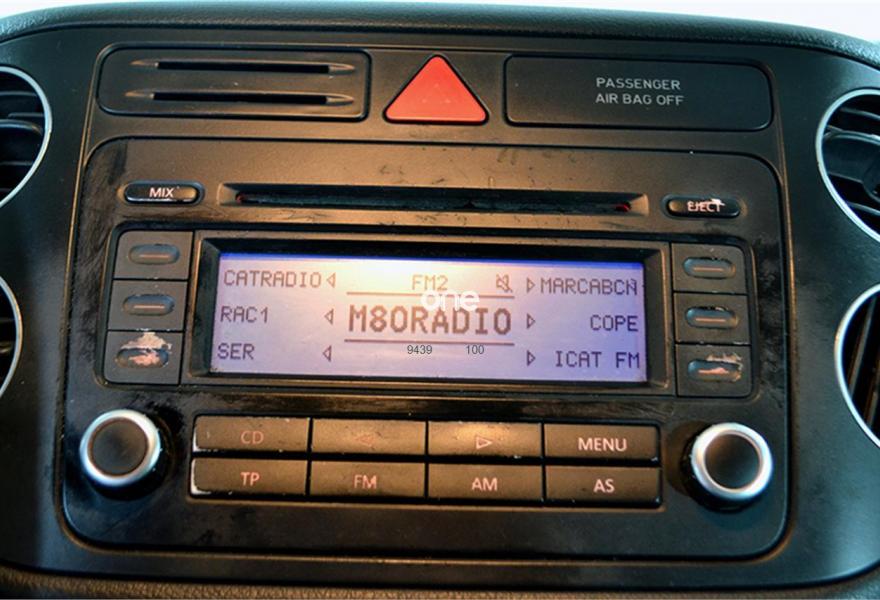 PASSENGER
AIR BAG OFF
MIX
EJECT
CATRADIO FM2 MARCABCN
RAC1 M80RADIO COPE
SER ICAT FM
one
9439 100
CD MENU
TP FM AM AS